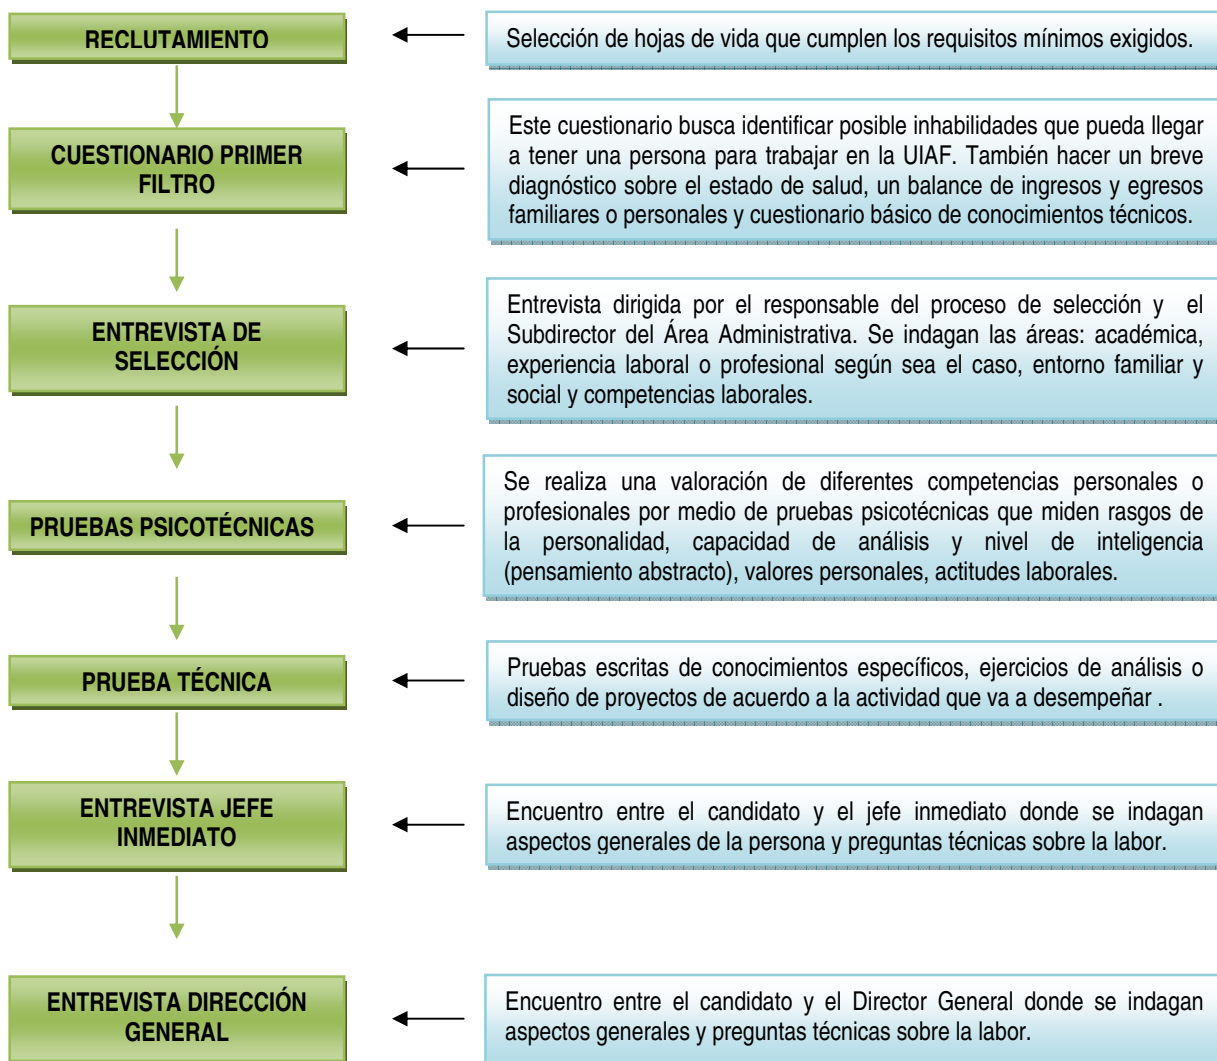 RECLUTAMIENTO
Selección de hojas de vida que cumplen los requisitos mínimos exigidos.
CUESTIONARIO PRIMER
FILTRO
Este cuestionario busca identificar posible inhabilidades que pueda llegar
a tener una persona para trabajar en la UIAF. También hacer un breve
diagnóstico sobre el estado de salud, un balance de ingresos y egresos
familiares o personales y cuestionario básico de conocimientos técnicos.
ENTREVISTA DE
SELECCIÓN
Entrevista dirigida por el responsable del proceso de selección y el
Subdirector del Área Administrativa. Se indagan las áreas: académica,
experiencia laboral o profesional según sea el caso, entorno familiar y
social y competencias laborales.
PRUEBAS PSICOTÉCNICAS
Se realiza una valoración de diferentes competencias personales o
profesionales por medio de pruebas psicotécnicas que miden rasgos de
la personalidad, capacidad de análisis y nivel de inteligencia
(pensamiento abstracto), valores personales, actitudes laborales.
PRUEBA TÉCNICA
Pruebas escritas de conocimientos específicos, ejercicios de análisis o
diseño de proyectos de acuerdo a la actividad que va a desempeñar .
ENTREVISTA JEFE
INMEDIATO
Encuentro entre el candidato y el jefe inmediato donde se indagan
aspectos generales de la persona y preguntas técnicas sobre la labor.
ENTREVISTA DIRECCIÓN
GENERAL
Encuentro entre el candidato y el Director General donde se indagan
aspectos generales y preguntas técnicas sobre la labor.